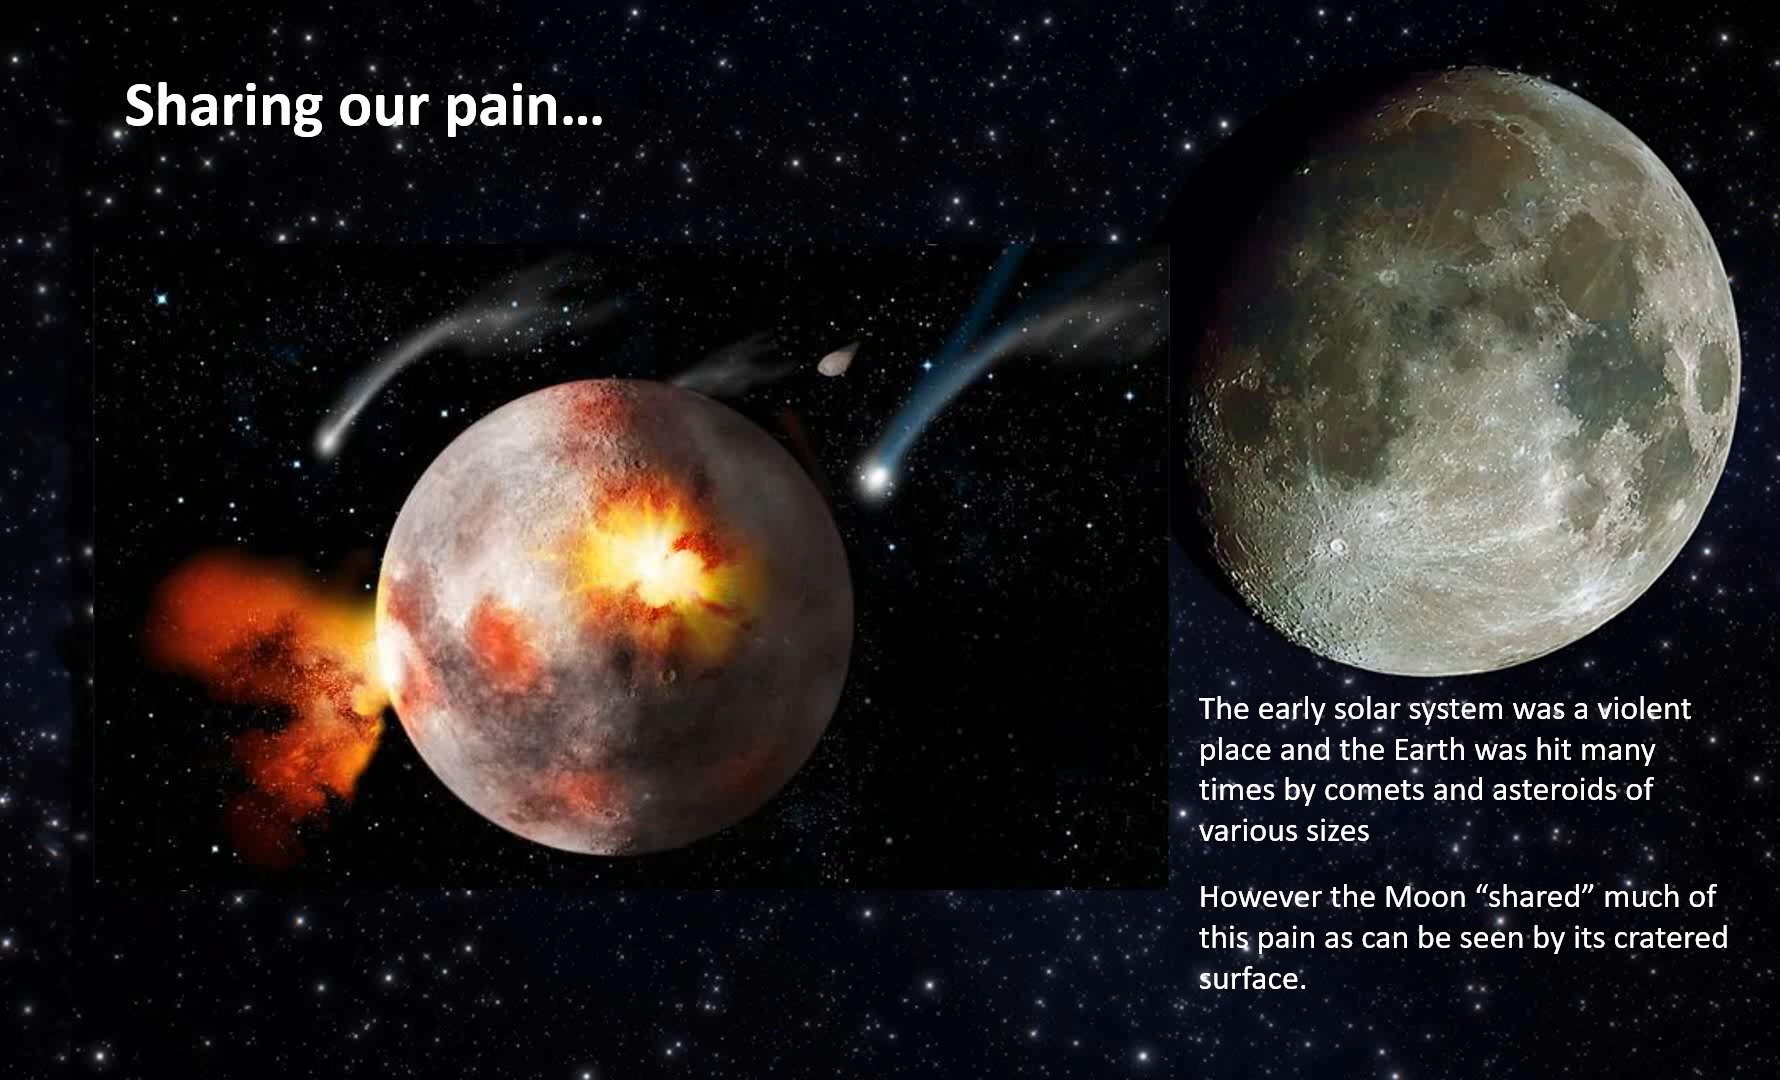 Sharing our pain…
The early solar system was a violent
place and the Earth was hit many
times by comets and asteroids of
various sizes
However the Moon “shared” much of
this pain as can be seen by its cratered
surface.